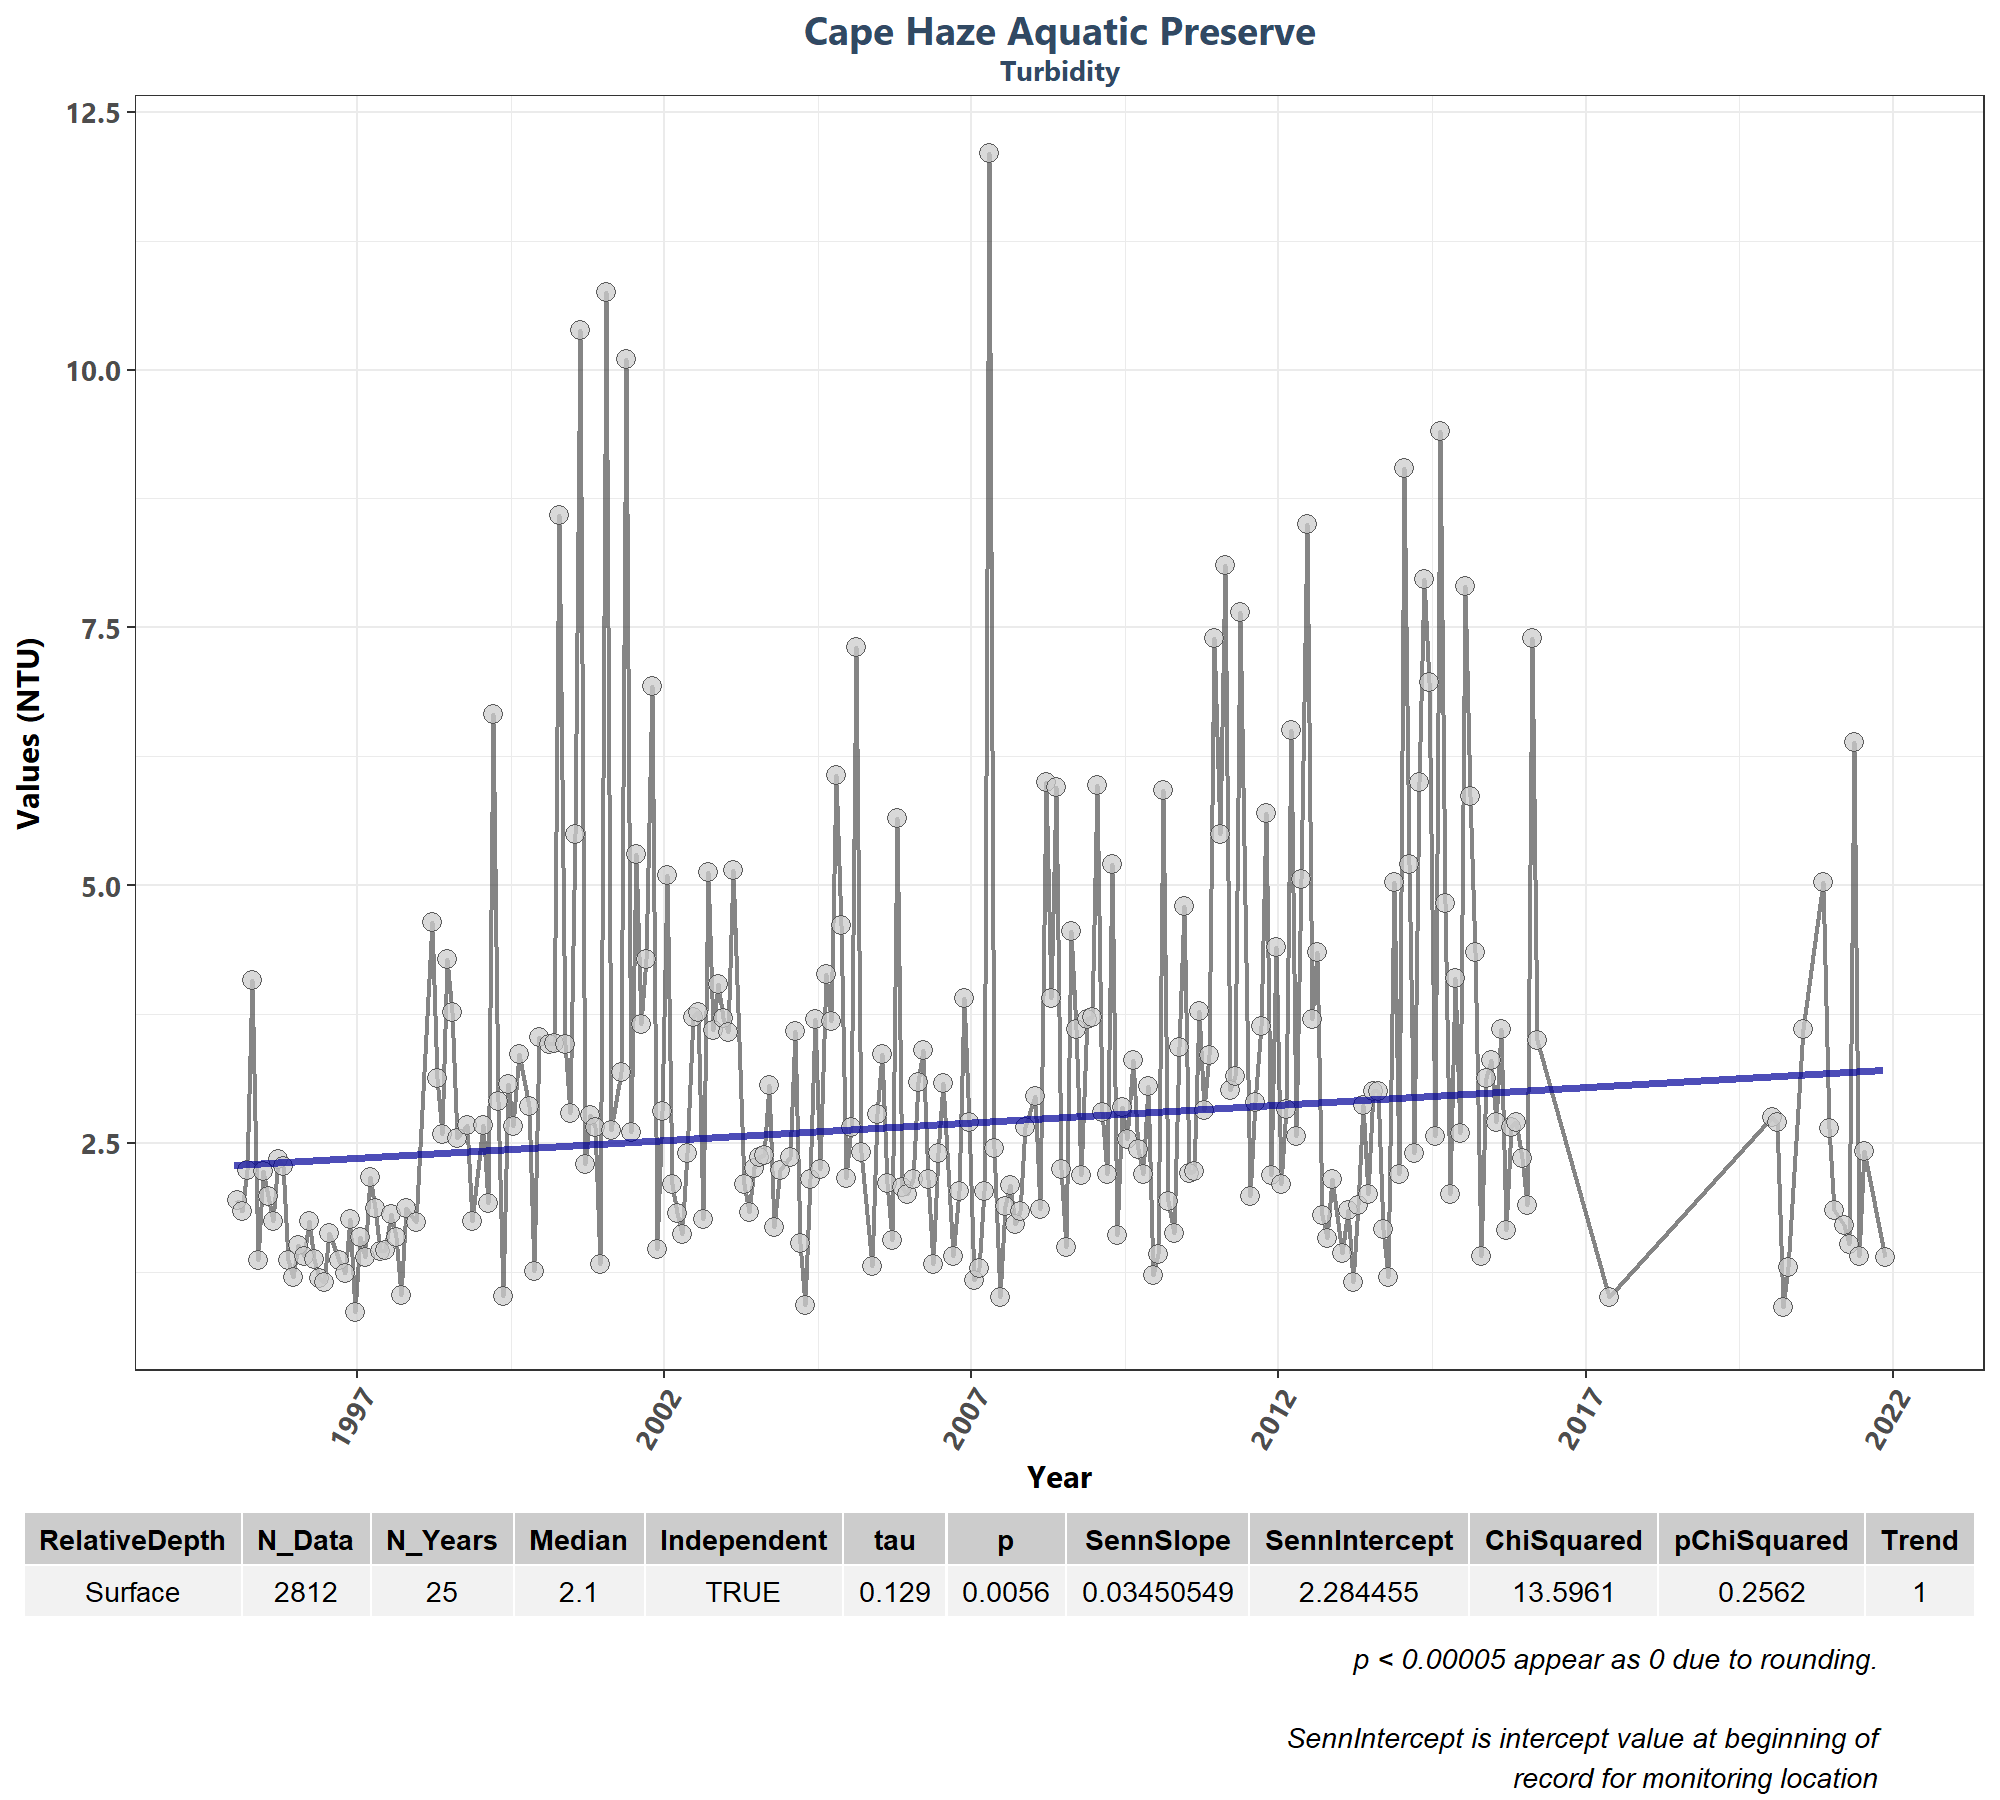 Cape Haze Aquatic Preserve
Turbidity
12.5
10.0
7.5
5.0
2.5
Values (NTU)
1997 2002 2007 2012 2017 2022
Year
RelativeDepth N_Data N_Years Median Independent tau p SennSlope SennIntercept ChiSquared pChiSquared Trend
Surface 2812 25 2.1 TRUE 0.129 0.0056 0.03450549 2.284455 13.5961 0.2562 1
p < 0.00005 appear as 0 due to rounding.
SennIntercept is intercept value at beginning of
record for monitoring location